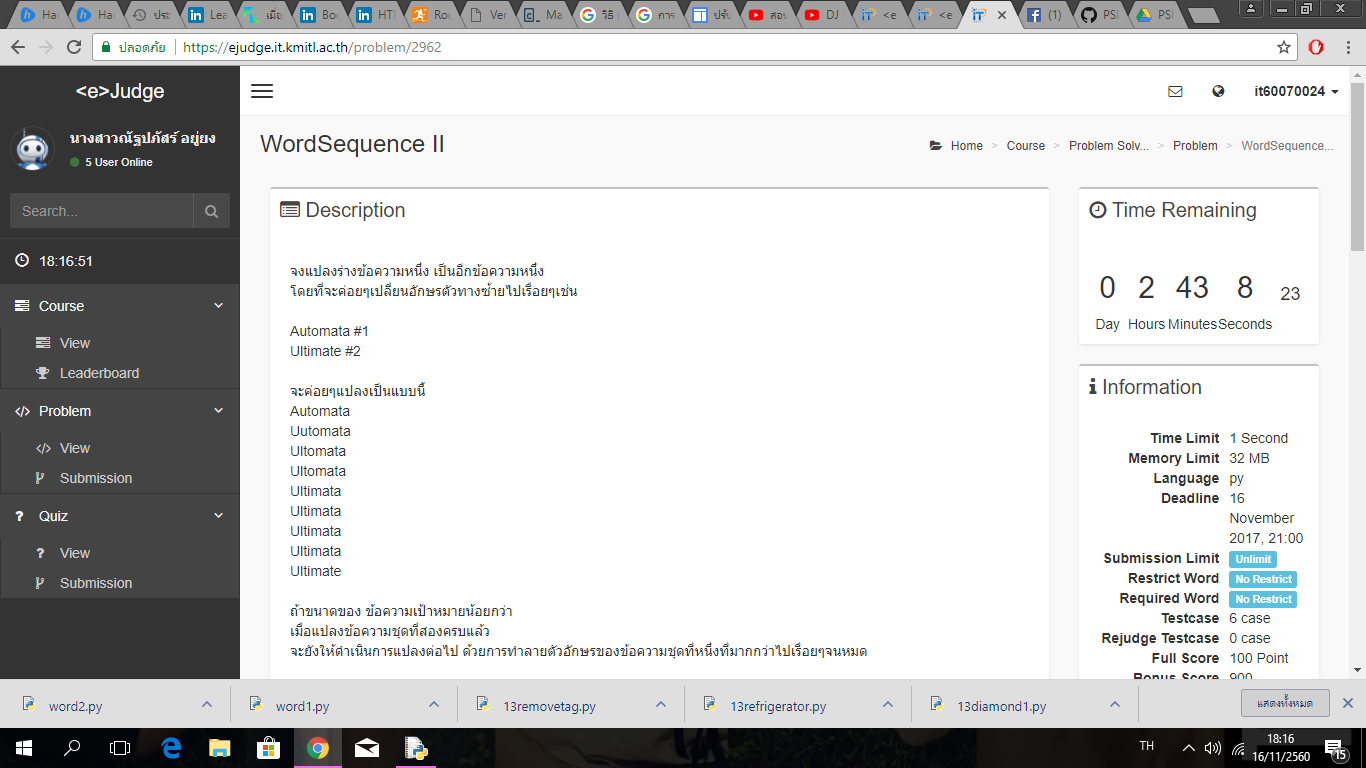 Ha
Ha
ประ
Lea
เมื่อ
Boo
HT
Rou
Ver
Ma
วิธี
การ
ปรับ
สอน
DJ
<e
<e
(1)
PSI
PSI
ปลอดภัย
https://ejudge.it.kmitl.ac.th/problem/2962
<e>Judge
it60070024
นางสาวณัฐปภัสร์ อยู่ยง
5 User Online
Search...
18:16:51
Course
View
Leaderboard
Problem
View
Submission
Quiz
View
Submission
WordSequence II
Home > Course > Problem Solv... > Problem > WordSequence...
Description
จงแปลงร่างข้อความหนึ่ง เป็นอีกข้อความหนึ่ง
โดยที่จะค่อยๆเปลี่ยนอักษรตัวทางซ้ายไปเรื่อยๆเช่น
Automata #1
Ultimate #2
จะค่อยๆแปลงเป็นแบบนี้
Automata
Uutomata
Ultomata
Ultomata
Ultimata
Ultimata
Ultimata
Ultimata
Ultimate
ถ้าขนาดของ ข้อความเป้าหมายน้อยกว่า
เมื่อแปลงข้อความชุดที่สองครบแล้ว
จะยังให้ดำเนินการแปลงต่อไป ด้วยการทำลายตัวอักษรของข้อความชุดที่หนึ่งที่มากกว่าไปเรื่อยๆจนหมด
Time Remaining
0 2 43 8 23
Day Hours Minutes Seconds
Information
Time Limit 1 Second
Memory Limit 32 MB
Language py
Deadline 16
November
2017, 21:00
Submission Limit Unlimit
Restrict Word No Restrict
Required Word No Restrict
Testcase 6 case
Rejudge Testcase 0 case
Full Score 100 Point
Bonus Score 900
word2.py
word1.py
13removetag.py
13refrigerator.py
13diamond1.py
แสดงทั้งหมด
TH
18:16
16/11/2560
15